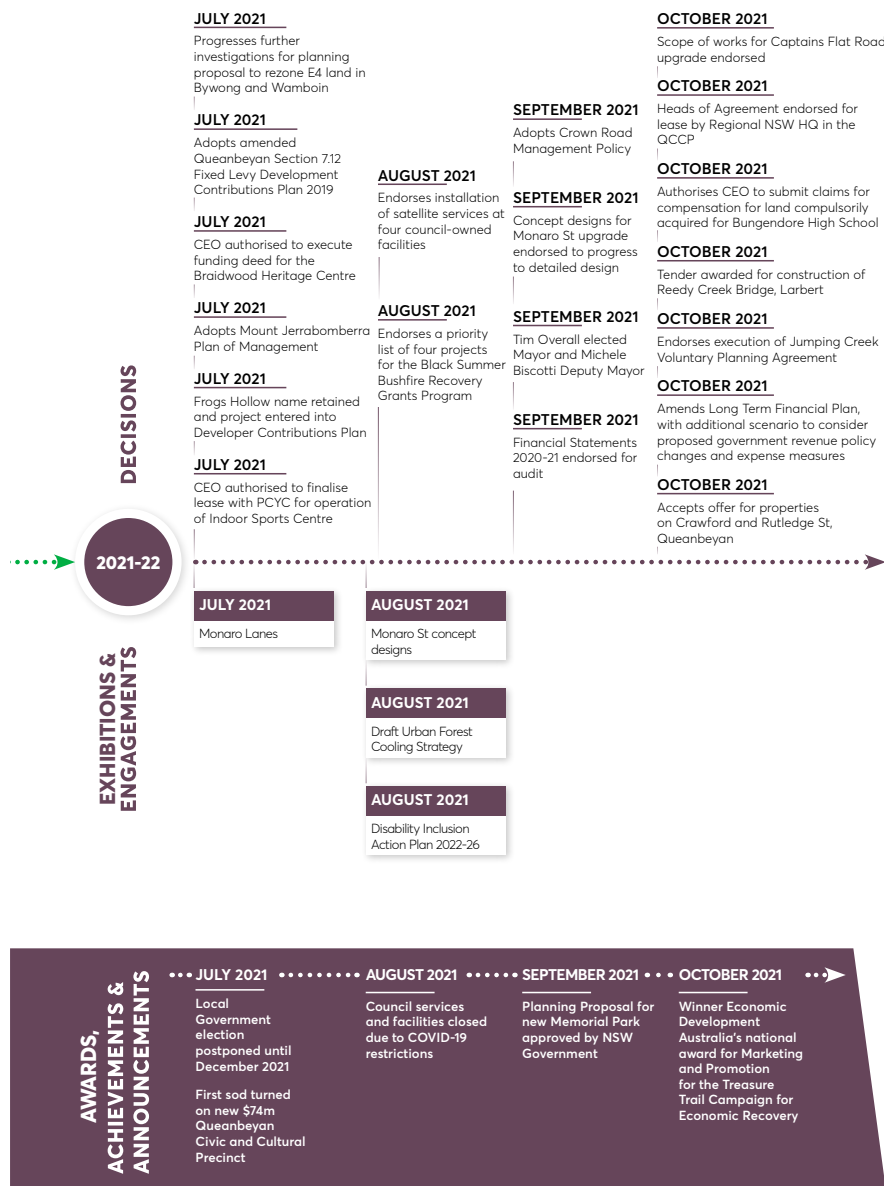 DECISIONS
JULY 2021
Progresses further
investigations for planning
proposal to rezone E4 land in
Bywong and Wamboin
JULY 2021
Adopts amended
Queanbeyan Section 7.12
Fixed Levy Development
Contributions Plan 2019
JULY 2021
CEO authorised to execute
funding deed for the
Braidwood Heritage Centre
JULY 2021
Adopts Mount Jerrabomberra
Plan of Management
JULY 2021
Frogs Hollow name retained
and project entered into
Developer Contributions Plan
JULY 2021
CEO authorised to finalise
lease with PCYC for operation
of Indoor Sports Centre
AUGUST 2021
Endorses installation
of satellite services at
four council-owned
facilities
AUGUST 2021
Endorses a priority
list of four projects
for the Black Summer
Bushfire Recovery
Grants Program
SEPTEMBER 2021
Adopts Crown Road
Management Policy
SEPTEMBER 2021
Concept designs for
Monaro St upgrade
endorsed to progress
to detailed design
SEPTEMBER 2021
Tim Overall elected
Mayor and Michele
Biscotti Deputy Mayor
SEPTEMBER 2021
Financial Statements
2020-21 endorsed for
audit
OCTOBER 2021
Scope of works for Captains Flat Road
upgrade endorsed
OCTOBER 2021
Heads of Agreement endorsed for
lease by Regional NSW HQ in the
QCCP
OCTOBER 2021
Authorises CEO to submit claims for
compensation for land compulsorily
acquired for Bungendore High School
OCTOBER 2021
Tender awarded for construction of
Reedy Creek Bridge, Larbert
OCTOBER 2021
Endorses execution of Jumping Creek
Voluntary Planning Agreement
OCTOBER 2021
Amends Long Term Financial Plan,
with additional scenario to consider
proposed government revenue policy
changes and expense measures
OCTOBER 2021
Accepts offer for properties
on Crawford and Rutledge St,
Queanbeyan
2021-22
EXHIBITIONS &
ENGAGEMENTS
JULY 2021
Monaro Lanes
AUGUST 2021
Monaro St concept
designs
AUGUST 2021
Draft Urban Forest
Cooling Strategy
AUGUST 2021
Disability Inclusion
Action Plan 2022-26
AWARDS,
ACHIEVEMENTS &
ANNOUNCEMENTS
JULY 2021
Local
Government
election
postponed until
December 2021
First sod turned
on new $74m
Queanbeyan
Civic and Cultural
Precinct
AUGUST 2021
Council services
and facilities closed
due to COVID-19
restrictions
SEPTEMBER 2021
Planning Proposal for
new Memorial Park
approved by NSW
Government
OCTOBER 2021
Winner Economic
Development
Australia's national
award for Marketing
and Promotion
for the Treasure
Trail Campaign for
Economic Recovery